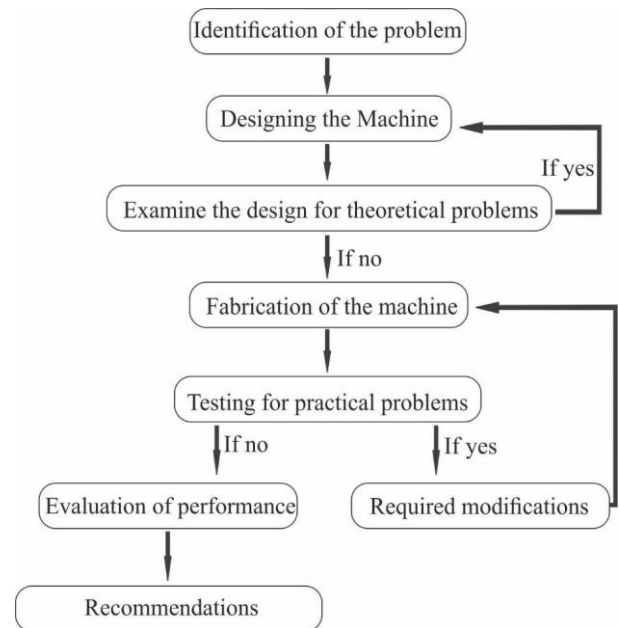 Identification of the problem
Designing the Machine
If yes
Examine the design for theoretical problems
If no
Fabrication of the machine
Testing for practical problems
If no
If yes
Evaluation of performance
Required modifications
Recommendations